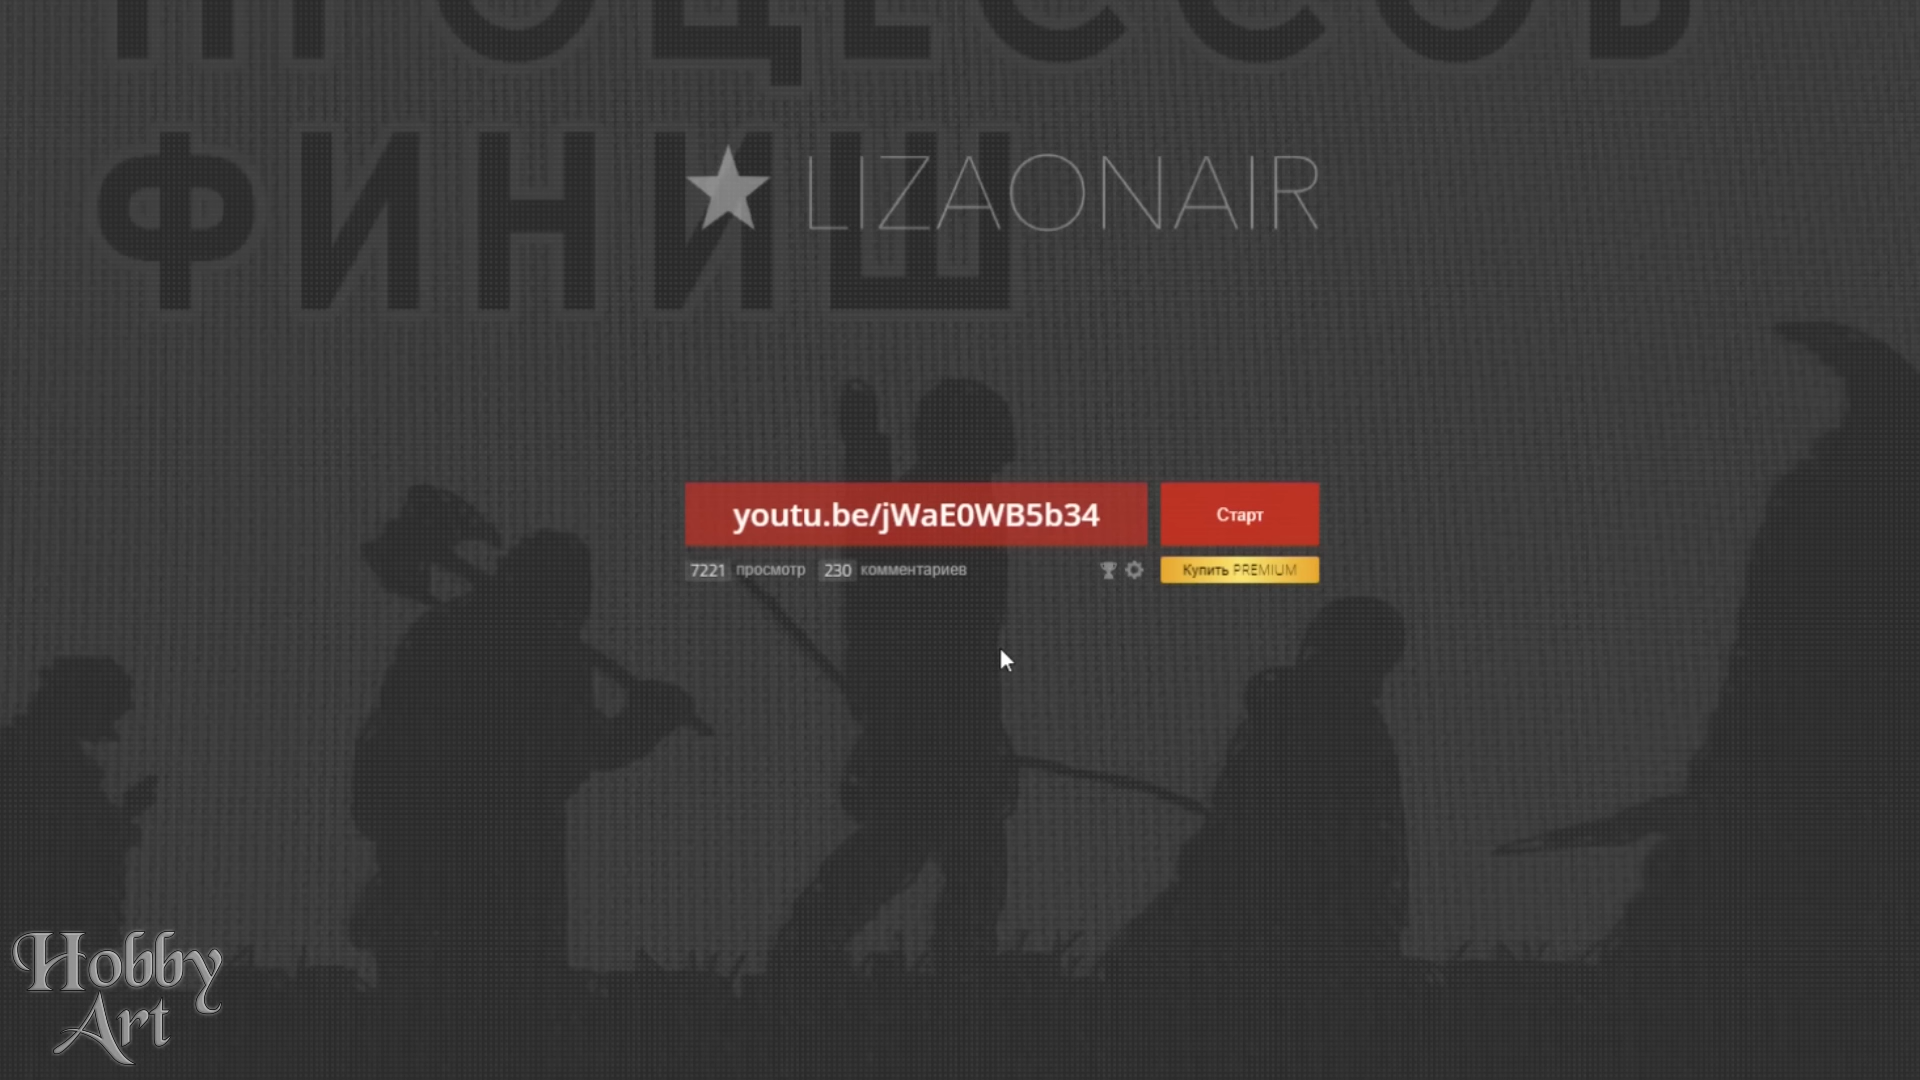 ПРОЦЕССОВ
ФИНИШ
LIZAONAIR
youtu.be/jWaE0WB5b34
Старт
7221 просмотр 230 комментариев
Купить PREMIUM
Hobby
Art